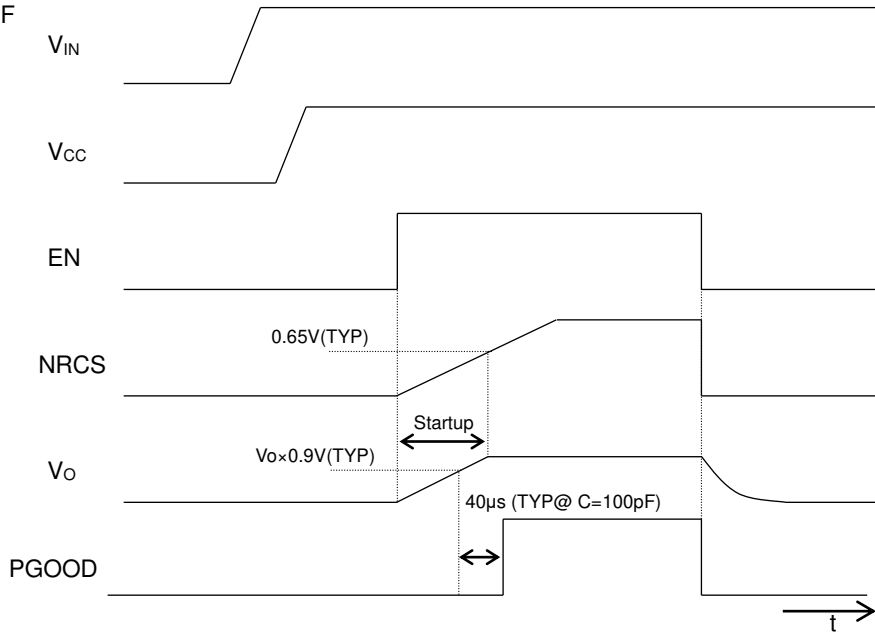 F
VIN
VCC
EN
0.65V(TYP)
NRCS
Startup
Vo×0.9V(TYP)
VO
40µs (TYP@ C=100pF)
PGOOD
t